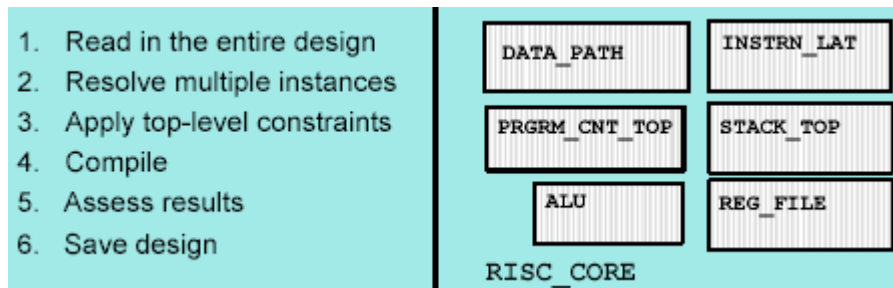 1. Read in the entire design
2. Resolve multiple instances
3. Apply top-level constraints
4. Compile
5. Assess results
6. Save design
DATA_PATH
INSTRN_LAT
PRGRM_CNT_TOP
STACK_TOP
ALU
REG_FILE
RISC_CORE